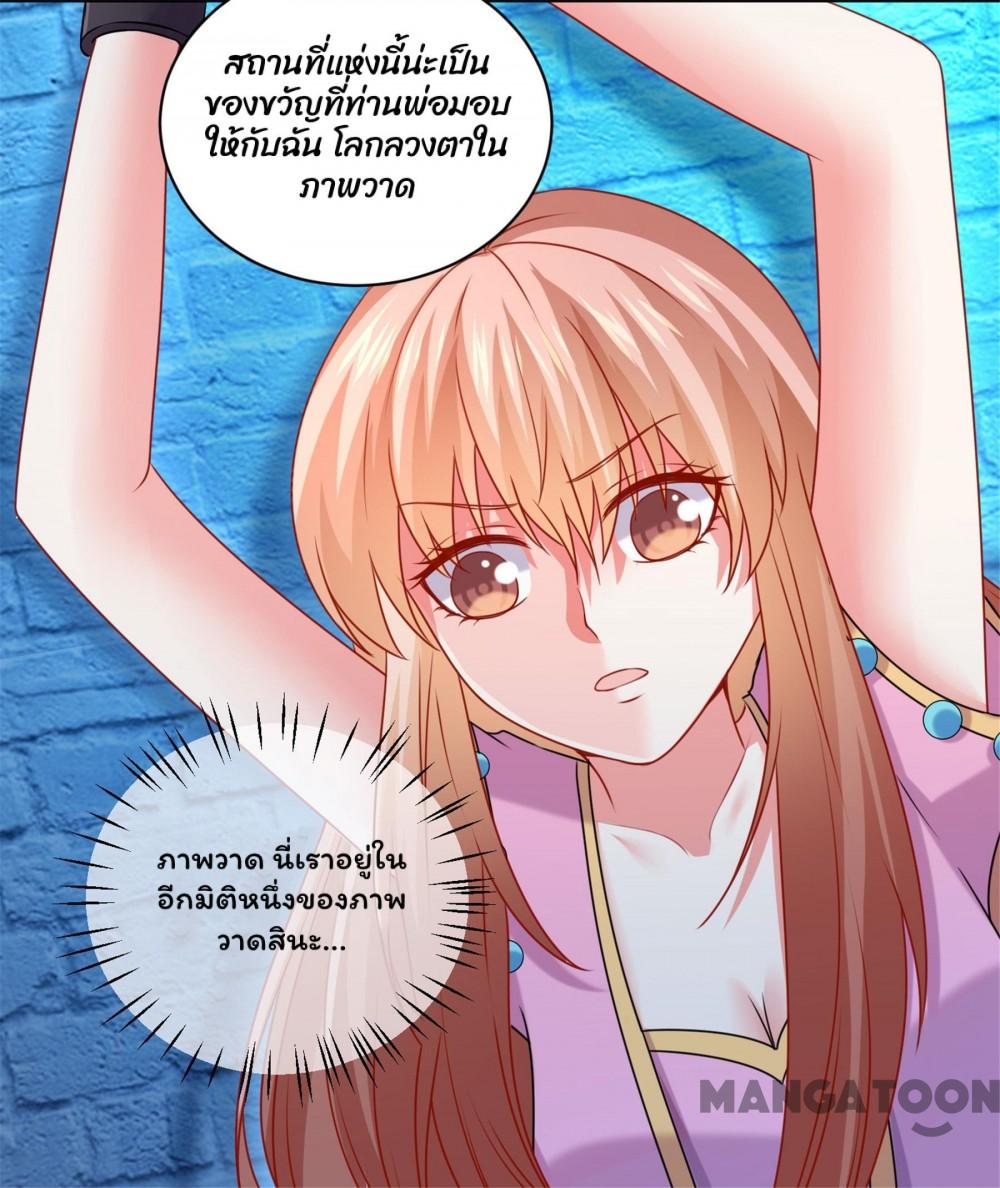 สถานที่แห่งนี้น่ะเป็น
ของขวัญที่ท่านพ่อมอบ
ให้กับฉัน โลกลวงตาใน
ภาพวาด
ภาพวาด นี่เราอยู่ใน
อีกมิติหนึ่งของภาพ
วาดสินะ...
MANGATOON